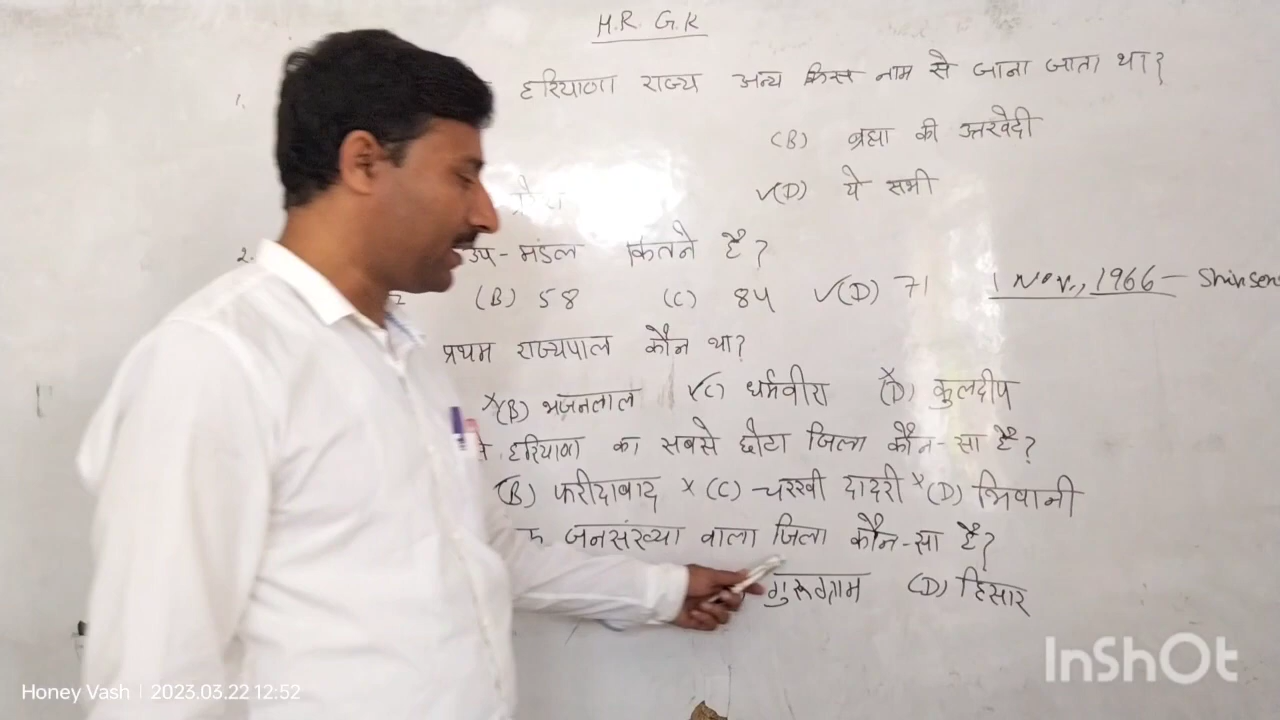 H.R. G.K
1. हरियाणा राज्य अन्य किस नाम से जाना जाता था?
(B) ब्रह्मा की उत्तरवेदी
✓(D) ये सभी
2. उप-मंडल कितने है?
(B) 58 (C) 84 ✓(D) 71 1 Nov., 1966 -
प्रथम राज्यपाल कौन था?
×(B) भजनलाल ✓C) धर्मवीरा ×(D) कुलदीप
हरियाणा का सबसे छोटा जिला कौन-सा है?
(B) फरीदाबाद ×(C) चरखी दादरी ×(D) भिवानी
जनसंख्या वाला जिला कौन-सा है?
गुरूग्राम (D) हिसार
InShOt
Honey Vash | 2023.03.22 12:52